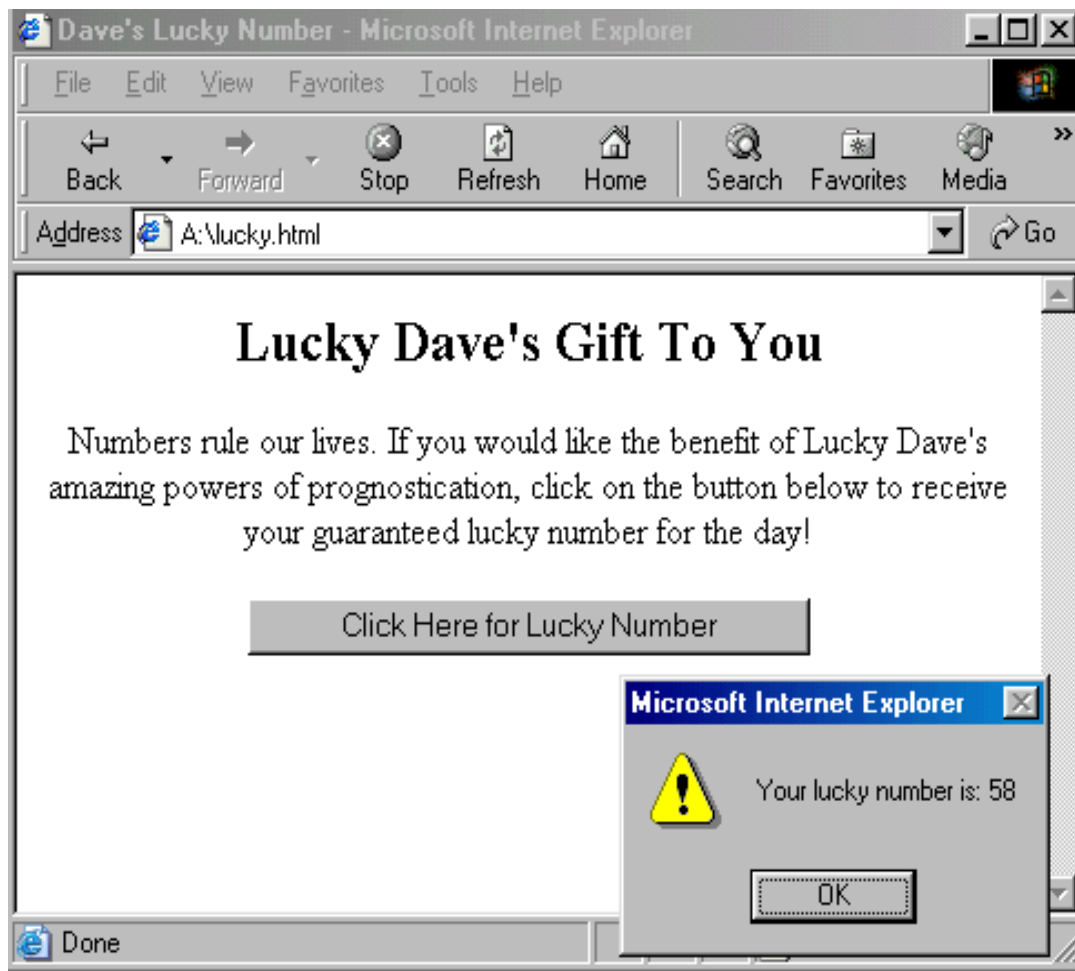 Dave's Lucky Number - Microsoft Internet Explorer
File Edit View Favorites Tools Help
Back Forward Stop Refresh Home Search Favorites Media »
Address A:\lucky.html Go
Lucky Dave's Gift To You
Numbers rule our lives. If you would like the benefit of Lucky Dave's
amazing powers of prognostication, click on the button below to receive
your guaranteed lucky number for the day!
Click Here for Lucky Number
Microsoft Internet Explorer
Your lucky number is: 58
OK
Done